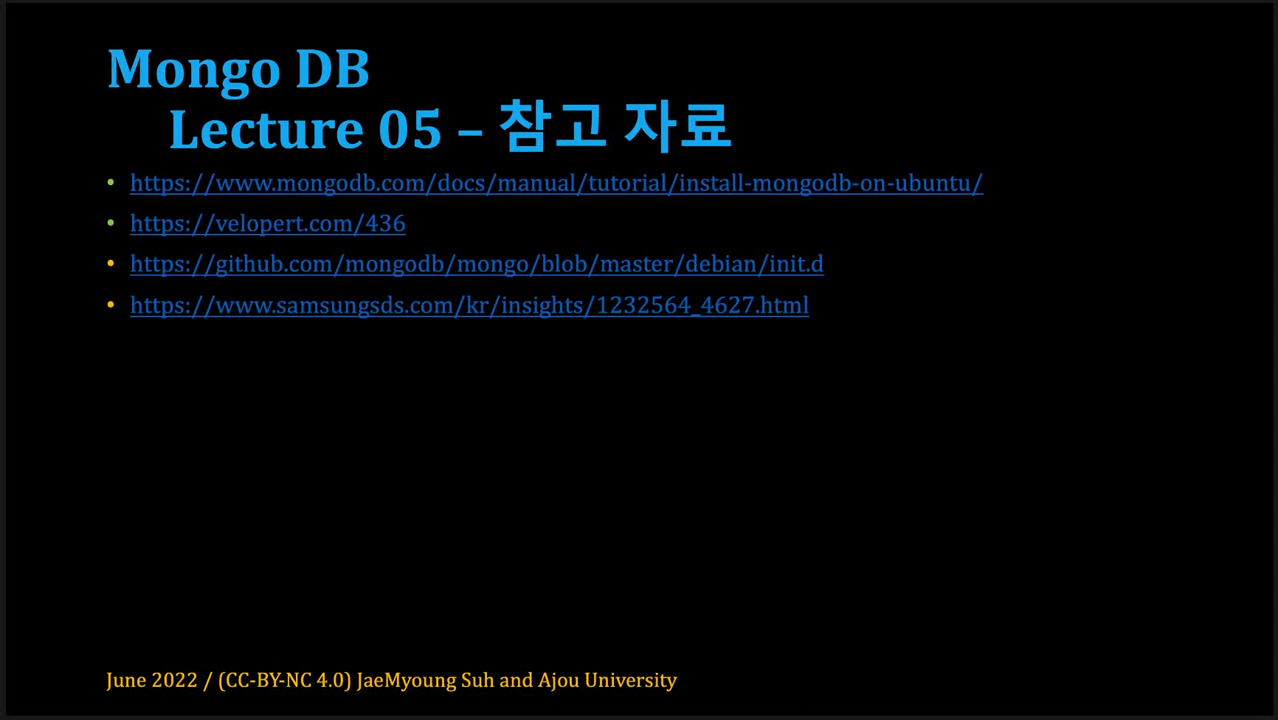 Mongo DB
Lecture 05 – 참고 자료
• https://www.mongodb.com/docs/manual/tutorial/install-mongodb-on-ubuntu/
• https://velopert.com/436
• https://github.com/mongodb/mongo/blob/master/debian/init.d
• https://www.samsungsds.com/kr/insights/1232564_4627.html
June 2022 / (CC-BY-NC 4.0) JaeMyoung Suh and Ajou University